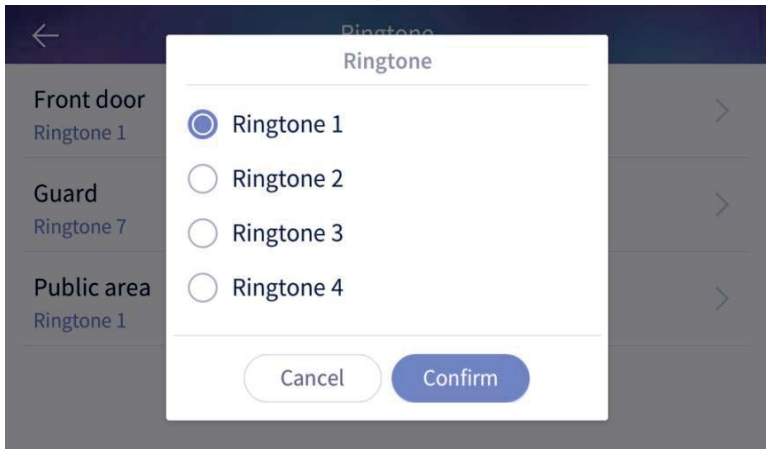 Ringtone
Ringtone
Front door
Ringtone 1
Guard
Ringtone 7
Public area
Ringtone 1
Ringtone 1
Ringtone 2
Ringtone 3
Ringtone 4
Cancel
Confirm